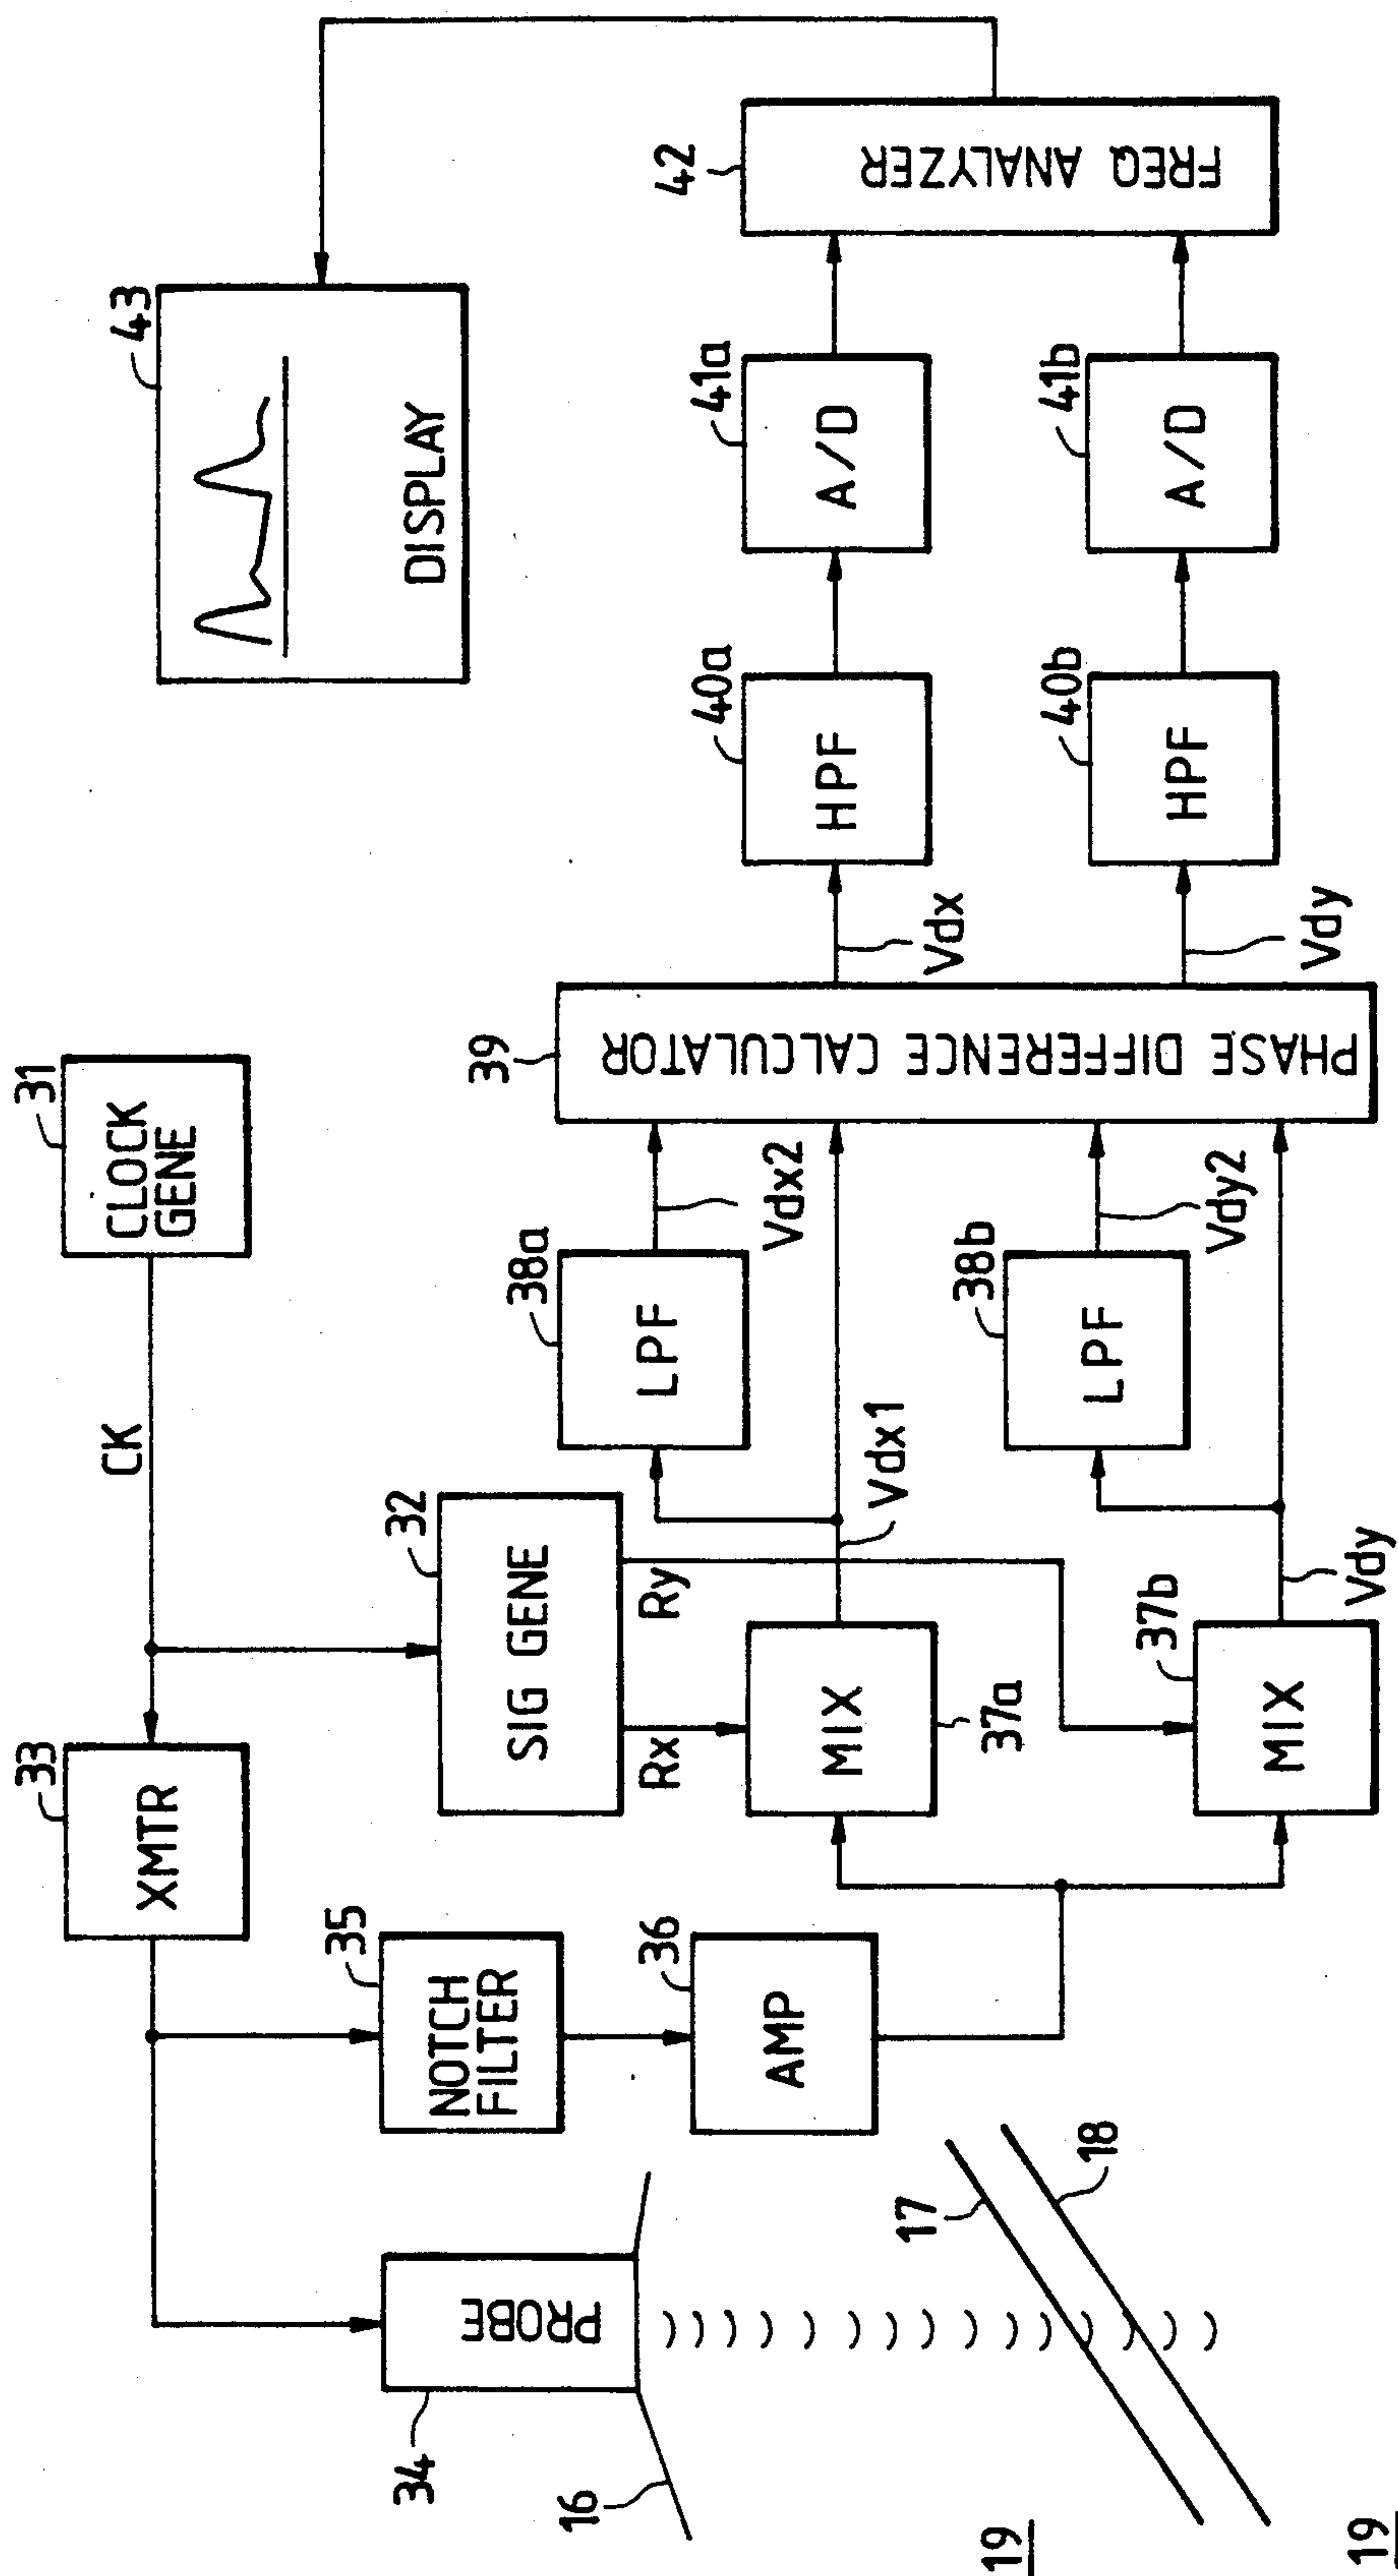 31
CLOCK
GENE
CK
33
XMTR
43
DISPLAY
35
NOTCH
FILTER
32
SIG GENE
Rx
Ry
34
PROBE
16
36
AMP
38a
LPF
Vdx2
39
PHASE DIFFERENCE CALCULATOR
40a
HPF
41a
A/D
42
FREQ ANALYZER
MIX
37a
Vdx1
Vdx
38b
LPF
Vdy2
40b
HPF
41b
A/D
17
18
37b
MIX
Vdy
Vdy
19
19